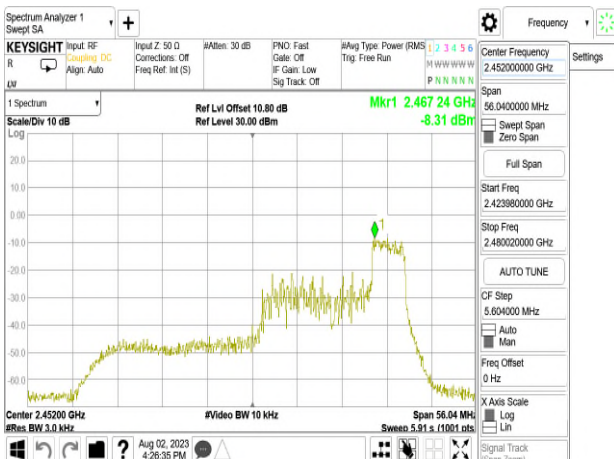 Spectrum Analyzer 1
Swept SA
+
Frequency
KEYSIGHT
R
Input: RF
Coupling: DC
Align: Auto
Input Z: 50 Ω
Corrections: Off
Freq Ref: Int (S)
#Atten: 30 dB
PNO: Fast
Gate: Off
IF Gain: Low
Sig Track: Off
#Avg Type: Power (RMS
Trig: Free Run
1 2 3 4 5 6
M W W W W W
P N N N N N
1 Spectrum
Scale/Div 10 dB
Log
Ref Lvl Offset 10.80 dB
Ref Level 30.00 dBm
Mkr1 2.467 24 GHz
-8.31 dBm
20.0
10.0
0.00
-10.0
-20.0
-30.0
-40.0
-50.0
-60.0
1
Center 2.45200 GHz
#Res BW 3.0 kHz
#Video BW 10 kHz
Span 56.04 MHz
Sweep 5.91 s (1001 pts
?
Aug 02, 2023
4:26:35 PM
Center Frequency
2.452000000 GHz
Settings
Span
56.0400000 MHz
Swept Span
Zero Span
Full Span
Start Freq
2.423980000 GHz
Stop Freq
2.480020000 GHz
AUTO TUNE
CF Step
5.604000 MHz
Auto
Man
Freq Offset
0 Hz
X Axis Scale
Log
Lin
Signal Track